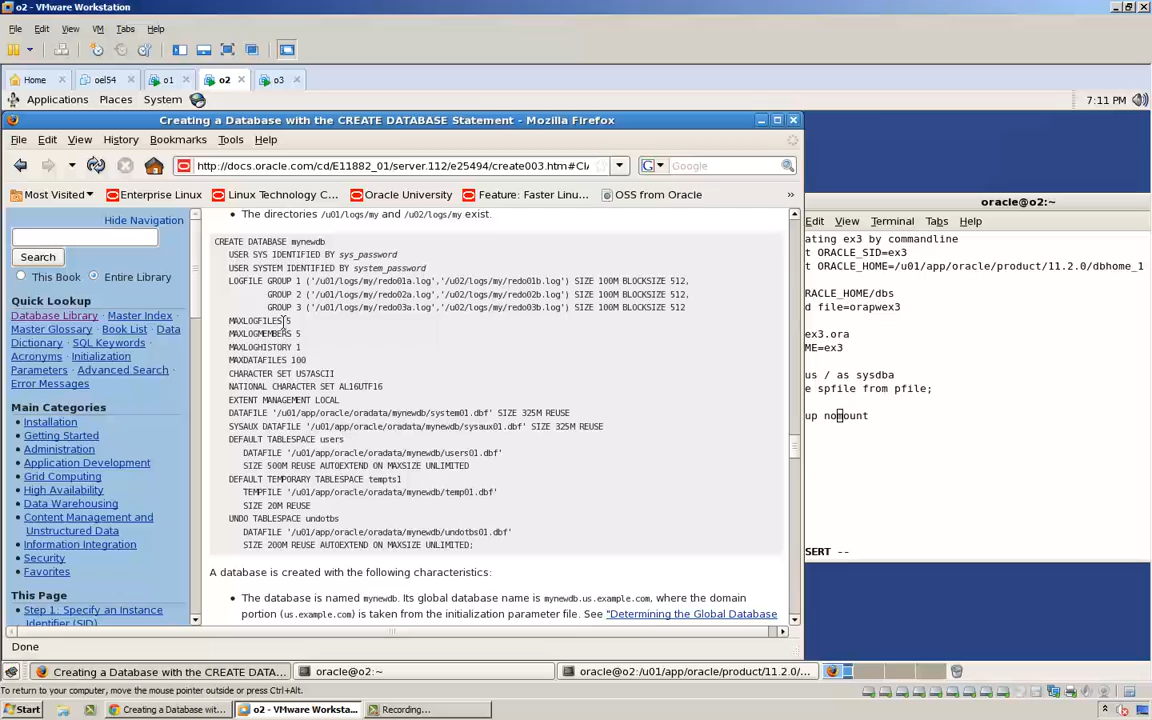 o2 - VMware Workstation
File Edit View VM Tabs Help
Home oel54 o1 o2 o3
Applications Places System 7:11 PM
Creating a Database with the CREATE DATABASE Statement - Mozilla Firefox
File Edit View History Bookmarks Tools Help
http://docs.oracle.com/cd/E11882_01/server.112/e25494/create003.htm#Cl/ Google
Most Visited Enterprise Linux Linux Technology C... Oracle University Feature: Faster Linu... OSS from Oracle »
Hide Navigation
Search
This Book Entire Library
Quick Lookup
Database Library | Master Index |
Master Glossary | Book List | Data
Dictionary | SQL Keywords |
Acronyms | Initialization
Parameters | Advanced Search |
Error Messages
Main Categories
Installation
Getting Started
Administration
Application Development
Grid Computing
High Availability
Data Warehousing
Content Management and
Unstructured Data
Information Integration
Security
Favorites
This Page
Step 1: Specify an Instance
Identifier (SID)
• The directories /u01/logs/my and /u02/logs/my exist.
CREATE DATABASE mynewdb
USER SYS IDENTIFIED BY sys_password
USER SYSTEM IDENTIFIED BY system_password
LOGFILE GROUP 1 ('/u01/logs/my/redo01a.log','/u02/logs/my/redo01b.log') SIZE 100M BLOCKSIZE 512,
GROUP 2 ('/u01/logs/my/redo02a.log','/u02/logs/my/redo02b.log') SIZE 100M BLOCKSIZE 512,
GROUP 3 ('/u01/logs/my/redo03a.log','/u02/logs/my/redo03b.log') SIZE 100M BLOCKSIZE 512
MAXLOGFILES 5
MAXLOGMEMBERS 5
MAXLOGHISTORY 1
MAXDATAFILES 100
CHARACTER SET US7ASCII
NATIONAL CHARACTER SET AL16UTF16
EXTENT MANAGEMENT LOCAL
DATAFILE '/u01/app/oracle/oradata/mynewdb/system01.dbf' SIZE 325M REUSE
SYSAUX DATAFILE '/u01/app/oracle/oradata/mynewdb/sysaux01.dbf' SIZE 325M REUSE
DEFAULT TABLESPACE users
DATAFILE '/u01/app/oracle/oradata/mynewdb/users01.dbf'
SIZE 500M REUSE AUTOEXTEND ON MAXSIZE UNLIMITED
DEFAULT TEMPORARY TABLESPACE tempts1
TEMPFILE '/u01/app/oracle/oradata/mynewdb/temp01.dbf'
SIZE 20M REUSE
UNDO TABLESPACE undotbs
DATAFILE '/u01/app/oracle/oradata/mynewdb/undotbs01.dbf'
SIZE 200M REUSE AUTOEXTEND ON MAXSIZE UNLIMITED;
A database is created with the following characteristics:
• The database is named mynewdb. Its global database name is mynewdb.us.example.com, where the domain
portion (us.example.com) is taken from the initialization parameter file. See "Determining the Global Database
Done
oracle@o2:~
Edit View Terminal Tabs Help
ating ex3 by commandline
t ORACLE_SID=ex3
t ORACLE_HOME=/u01/app/oracle/product/11.2.0/dbhome_1
RACLE_HOME/dbs
d file=orapwex3
ex3.ora
ME=ex3
us / as sysdba
e spfile from pfile;
up nomount
SERT --
Creating a Database with the CREATE DATA... oracle@o2:~ oracle@o2:/u01/app/oracle/product/11.2.0/...
To return to your computer, move the mouse pointer outside or press Ctrl+Alt.
Start Creating a Database with... o2 - VMware Worksta... Recording... 7:11 PM